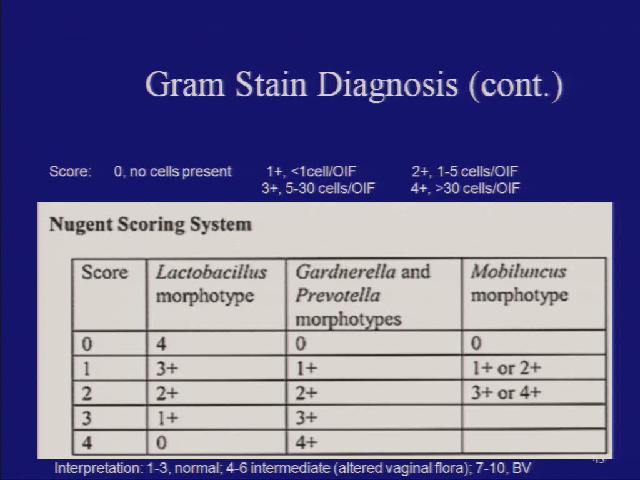 Gram Stain Diagnosis (cont.)
Score: 0, no cells present 1+, <1cell/OIF 2+, 1-5 cells/OIF
3+, 5-30 cells/OIF 4+, >30 cells/OIF
Nugent Scoring System
Score Lactobacillus morphotype Gardnerella and Prevotella morphotypes Mobiluncus morphotype
0 4 0 0
1 3+ 1+ 1+ or 2+
2 2+ 2+ 3+ or 4+
3 1+ 3+
4 0 4+
Interpretation: 1-3, normal; 4-6 intermediate (altered vaginal flora); 7-10, BV